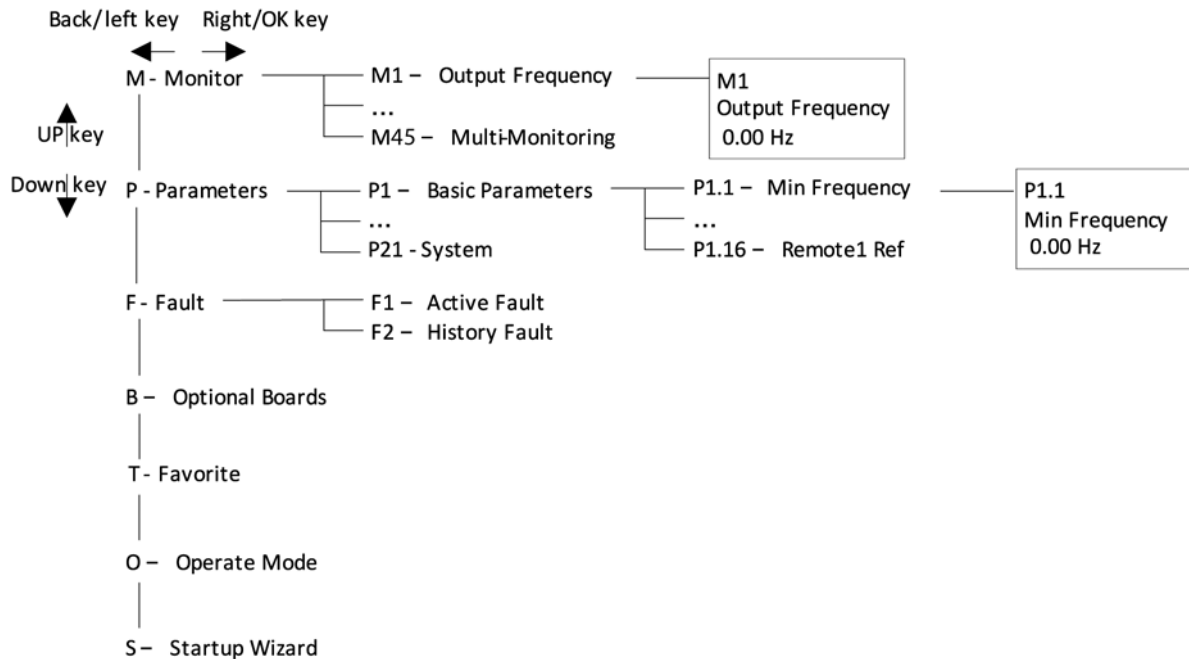 Back/left key Right/OK key
M - Monitor M1 – Output Frequency M1
Output Frequency
0.00 Hz
...
UP key
M45 – Multi-Monitoring
Down key
P - Parameters P1 – Basic Parameters P1.1 – Min Frequency P1.1
Min Frequency
0.00 Hz
... ...
P21 - System P1.16 – Remote1 Ref
F - Fault F1 – Active Fault
F2 – History Fault
B – Optional Boards
T - Favorite
O – Operate Mode
S – Startup Wizard